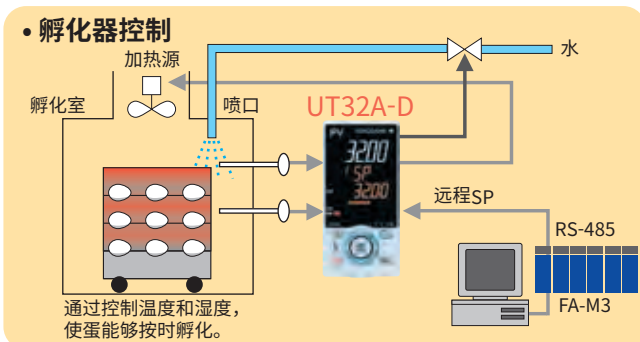 • 孵化器控制
加热源
水
孵化室
喷口
UT32A-D
PV
3200
SP
3200
远程SP
RS-485
FA-M3
通过控制温度和湿度，
使蛋能够按时孵化。